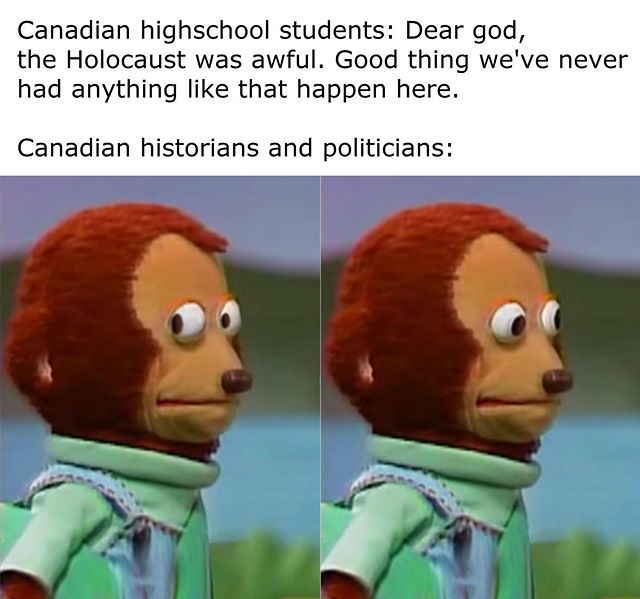 Canadian highschool students: Dear god,
the Holocaust was awful. Good thing we've never
had anything like that happen here.
Canadian historians and politicians: